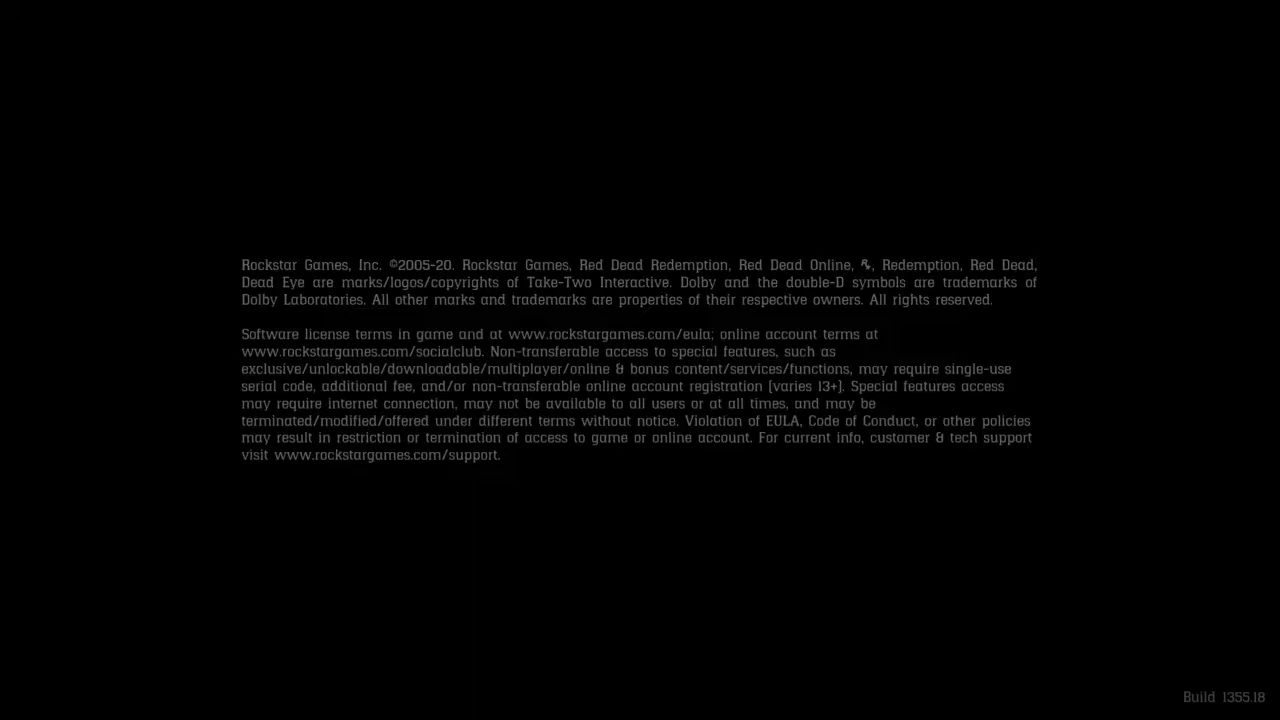 Rockstar Games, Inc. ©2005-20. Rockstar Games, Red Dead Redemption, Red Dead Online, R*, Redemption, Red Dead,
Dead Eye are marks/logos/copyrights of Take-Two Interactive. Dolby and the double-D symbols are trademarks of
Dolby Laboratories. All other marks and trademarks are properties of their respective owners. All rights reserved.
Software license terms in game and at www.rockstargames.com/eula; online account terms at
www.rockstargames.com/socialclub. Non-transferable access to special features, such as
exclusive/unlockable/downloadable/multiplayer/online & bonus content/services/functions, may require single-use
serial code, additional fee, and/or non-transferable online account registration (varies 13+). Special features access
may require internet connection, may not be available to all users or at all times, and may be
terminated/modified/offered under different terms without notice. Violation of EULA, Code of Conduct, or other policies
may result in restriction or termination of access to game or online account. For current info, customer & tech support
visit www.rockstargames.com/support.
Build 1355.18